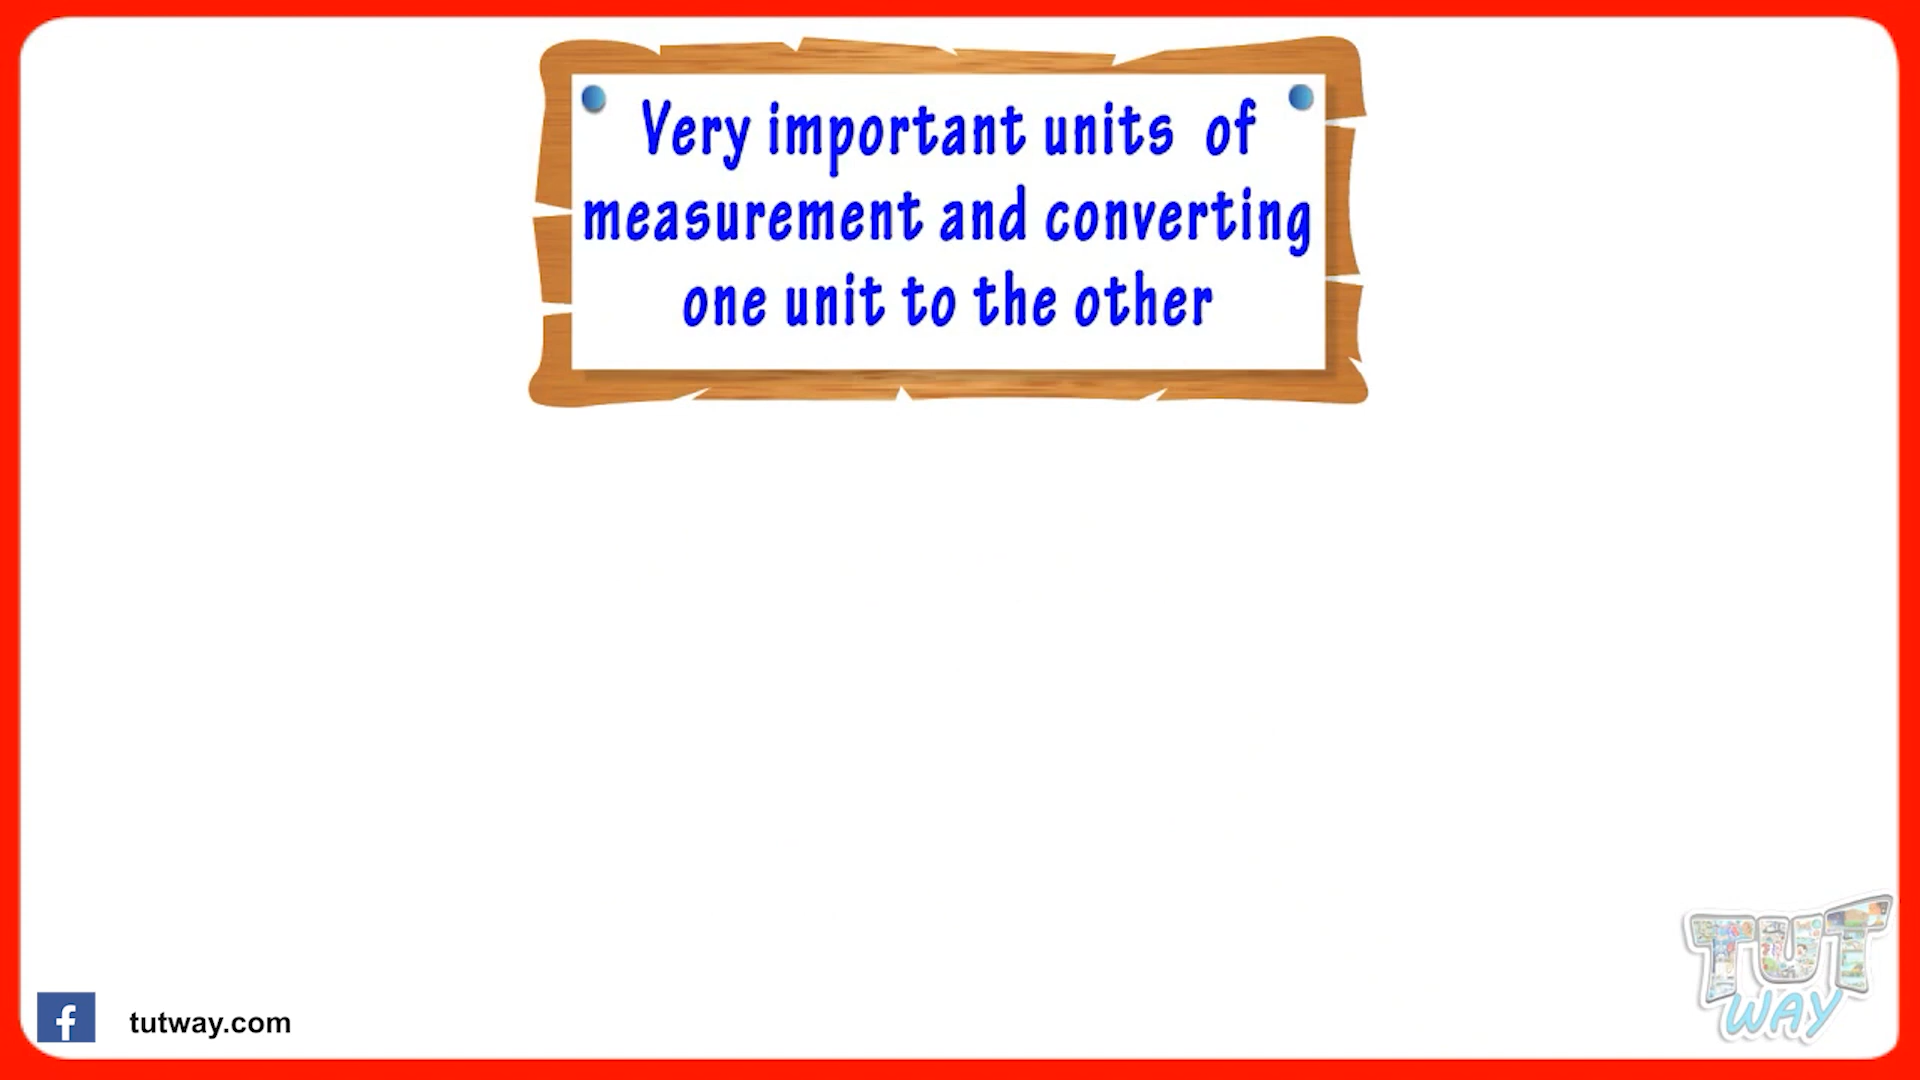 Very important units of
measurement and converting
one unit to the other
tutway.com
TUT
WAY